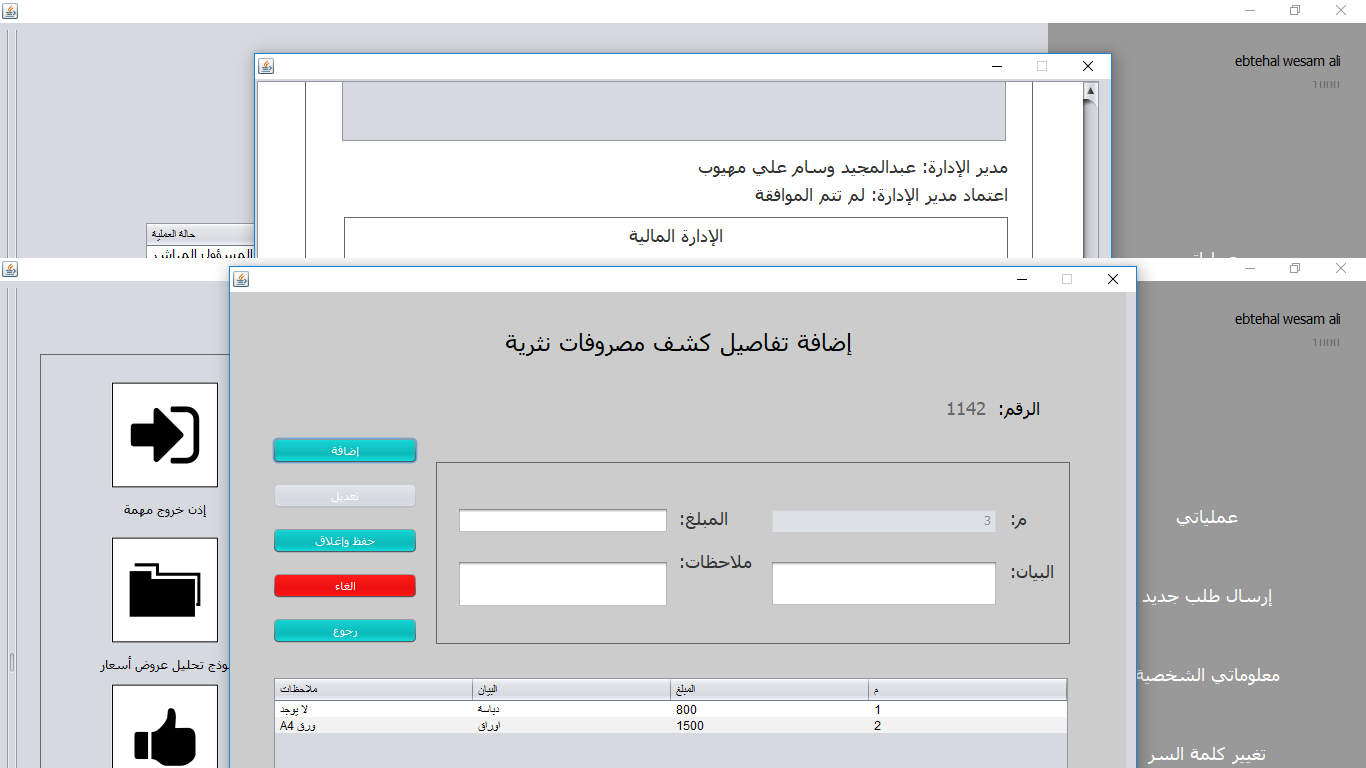 ebtehal wesam ali
1000
مدير الإدارة: عبدالمجيد وسام علي مهيوب
اعتماد مدير الإدارة: لم تتم الموافقة
الإدارة المالية
حالة العملية
المسؤول المباشر
ebtehal wesam ali
1000
إضافة تفاصيل كشف مصروفات نثرية
الرقم: 1142
إضافة
تعديل
حفظ وإغلاق
الغاء
رجوع
م: 3
المبلغ:
البيان:
ملاحظات:
م المبلغ البيان ملاحظات
1 800 دباسة لا يوجد
2 1500 اوراق ورق A4
إذن خروج مهمة
وذج تحليل عروض أسعار
عملياتي
إرسال طلب جديد
معلوماتي الشخصية
تغيير كلمة السر